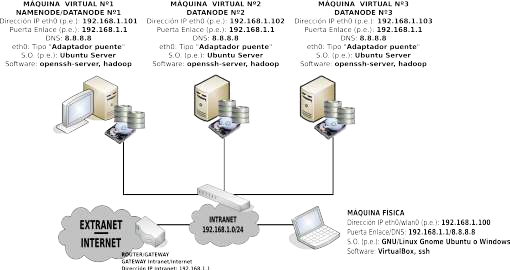 MÁQUINA VIRTUAL Nº1
NAMENODE/DATANODE Nº1
Dirección IP eth0 (p.e.): 192.168.1.101
Puerta Enlace (p.e.): 192.168.1.1
DNS: 8.8.8.8
eth0: Tipo "Adaptador puente"
S.O. (p.e.): Ubuntu Server
Software: openssh-server, hadoop
MÁQUINA VIRTUAL Nº2
DATANODE Nº2
Dirección IP eth0 (p.e.): 192.168.1.102
Puerta Enlace (p.e.): 192.168.1.1
DNS: 8.8.8.8
eth0: Tipo "Adaptador puente"
S.O. (p.e.): Ubuntu Server
Software: openssh-server, hadoop
MÁQUINA VIRTUAL Nº3
DATANODE Nº3
Dirección IP eth0 (p.e.): 192.168.1.103
Puerta Enlace (p.e.): 192.168.1.1
DNS: 8.8.8.8
eth0: Tipo "Adaptador puente"
S.O. (p.e.): Ubuntu Server
Software: openssh-server, hadoop
INTRANET
192.168.1.0/24
EXTRANET
INTERNET
ROUTER/GATEWAY
GATEWAY Intranet/Internet
Dirección IP Intranet: 192.168.1.1
MÁQUINA FÍSICA
Dirección IP eth0/wlan0 (p.e.): 192.168.1.100
Puerta Enlace/DNS: 192.168.1.1/8.8.8.8
S.O. (p.e.): GNU/Linux Gnome Ubuntu o Windows
Software: VirtualBox, ssh